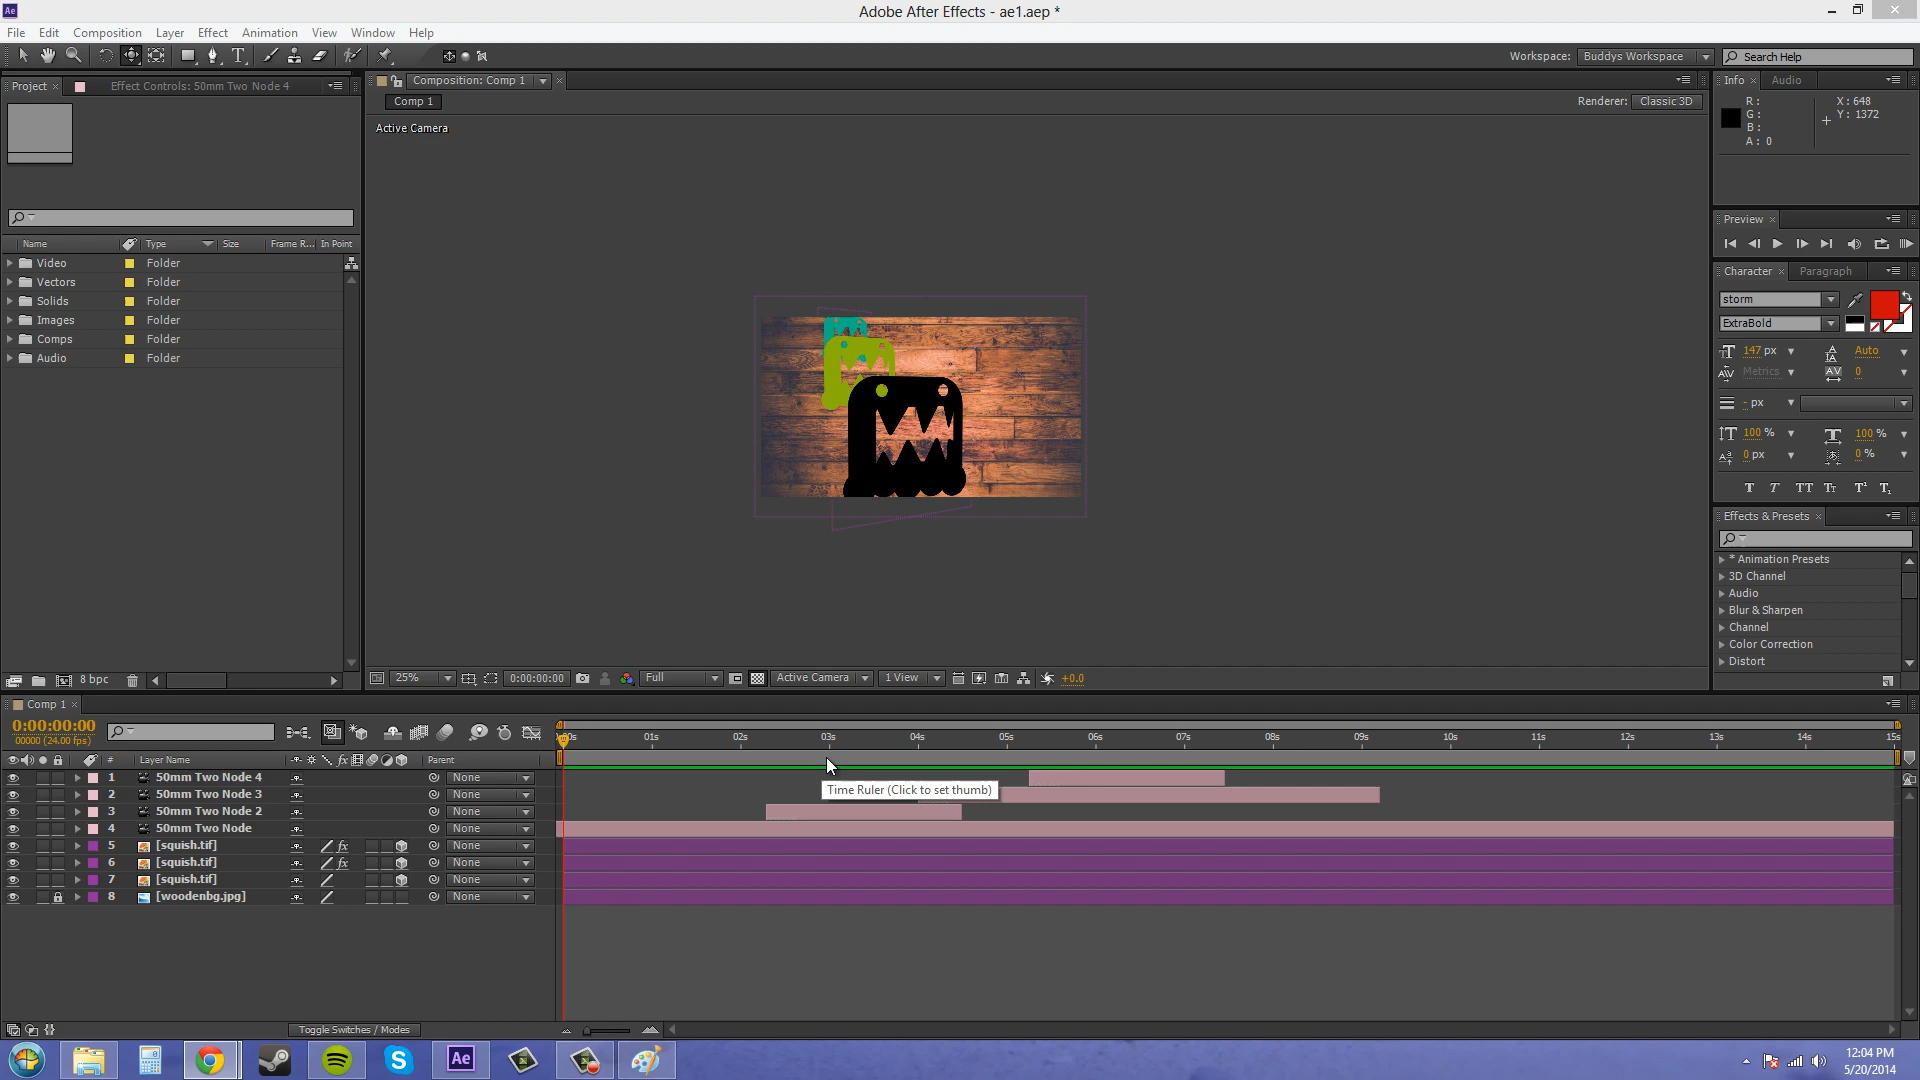 Adobe After Effects - ae1.aep *
File Edit Composition Layer Effect Animation View Window Help
Workspace: Buddys Workspace Search Help
Project Effect Controls: 50mm Two Node 4
Composition: Comp 1
Info Audio
Comp 1
Renderer: Classic 3D
Active Camera
R: X: 648
G: Y: 1372
B:
A: 0
Preview
Name Type Size Frame R... In Point
Video Folder
Vectors Folder
Solids Folder
Images Folder
Comps Folder
Audio Folder
Character Paragraph
storm
ExtraBold
147 px Auto
Metrics 0
- px
100 % 100 %
0 px 0 %
T T TT Tт T¹ T₁
Effects & Presets
* Animation Presets
3D Channel
Audio
Blur & Sharpen
Channel
Color Correction
Distort
8 bpc
25% 0:00:00:00 Full Active Camera 1 View +0.0
Comp 1
0:00:00:00
00000 (24.00 fps)
:00s 01s 02s 03s 04s 05s 06s 07s 08s 09s 10s 11s 12s 13s 14s 15s
# Layer Name Parent
1 50mm Two Node 4 None
2 50mm Two Node 3 None
3 50mm Two Node 2 None
4 50mm Two Node None
5 [squish.tif] None
6 [squish.tif] None
7 [squish.tif] None
8 [woodenbg.jpg] None
Time Ruler (Click to set thumb)
Toggle Switches / Modes
Ae
12:04 PM
5/20/2014